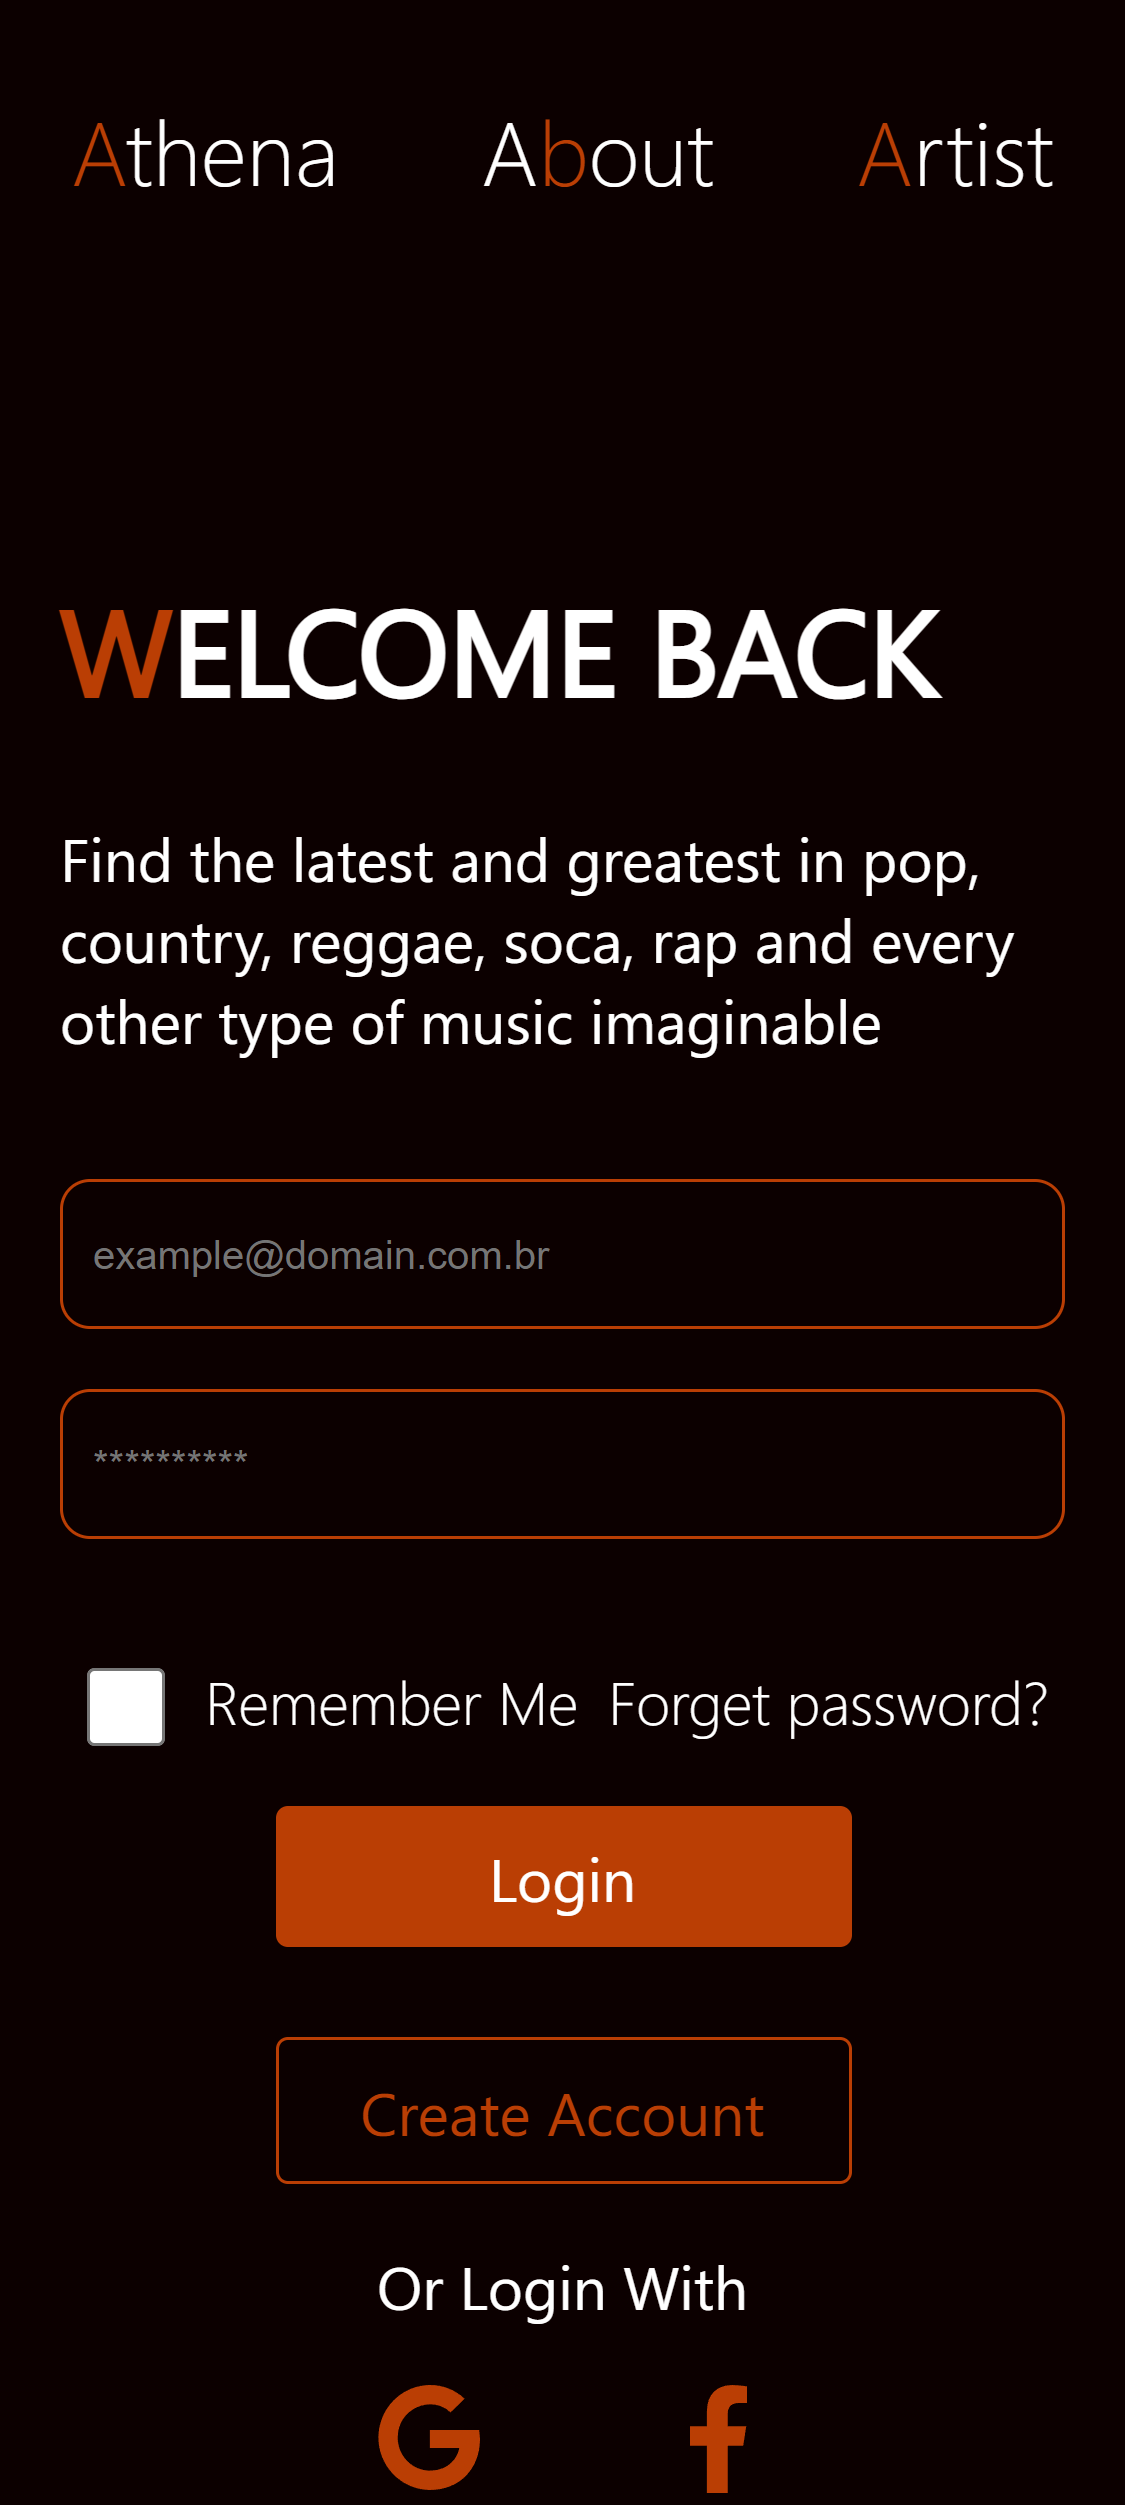 Athena About Artist
WELCOME BACK
Find the latest and greatest in pop,
country, reggae, soca, rap and every
other type of music imaginable
example@domain.com.br
**********
Remember Me Forget password?
Login
Create Account
Or Login With